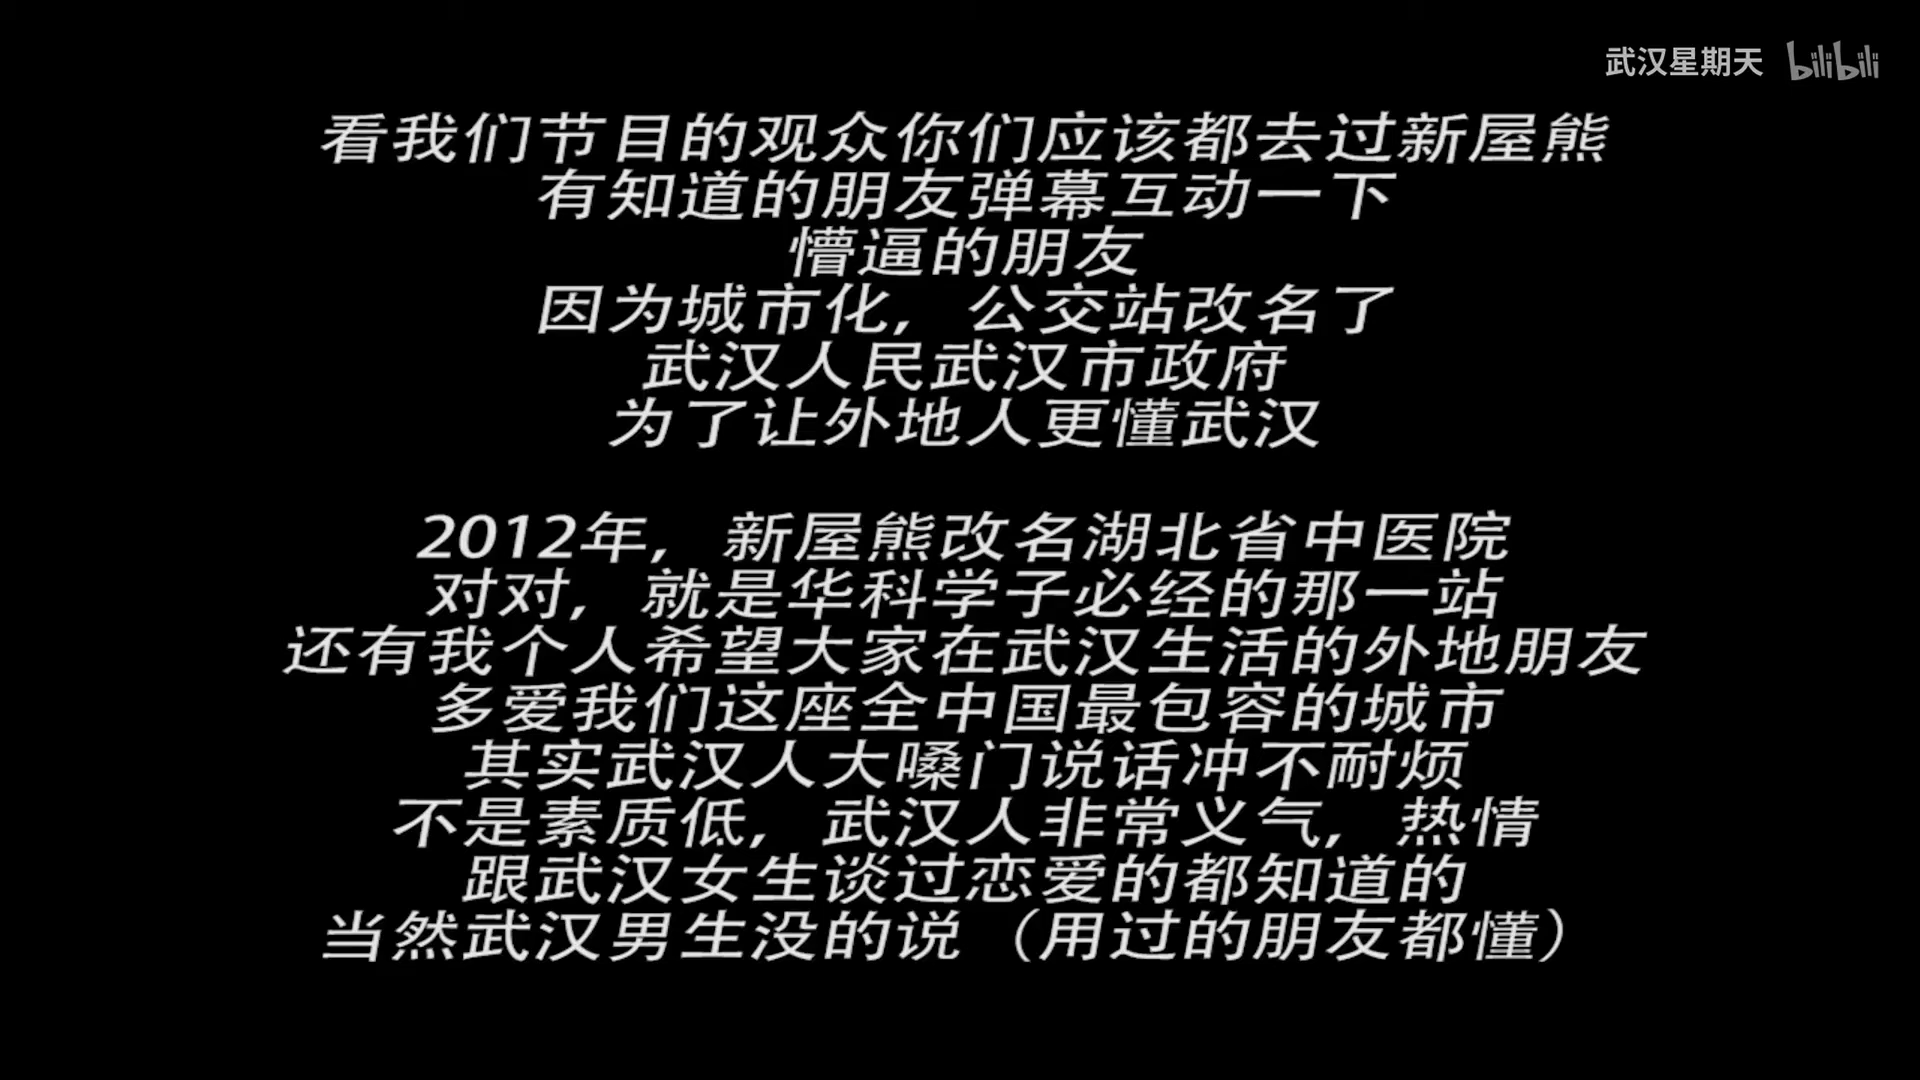 武汉星期天 bilibili
看我们节目的观众你们应该都去过新屋熊
有知道的朋友弹幕互动一下
懵逼的朋友
因为城市化，公交站改名了
武汉人民武汉市政府
为了让外地人更懂武汉
2012年，新屋熊改名湖北省中医院
对对，就是华科学子必经的那一站
还有我个人希望大家在武汉生活的外地朋友
多爱我们这座全中国最包容的城市
其实武汉人大嗓门说话冲不耐烦
不是素质低，武汉人非常义气，热情
跟武汉女生谈过恋爱的都知道的
当然武汉男生没的说（用过的朋友都懂）